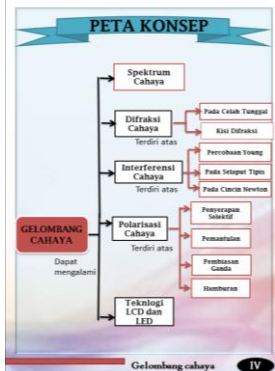 PETA KONSEP
Spektrum
Cahaya
Difraksi
Cahaya
Terdiri atas
Pada Celah Tunggal
Kisi Difraksi
Interferensi
Cahaya
Terdiri atas
Percobaan Young
Pada Selaput Tipis
Pada Cincin Newton
GELOMBANG
CAHAYA
Dapat
mengalami
Polarisasi
Cahaya
Terdiri atas
Penyerapan
Selektif
Pemantulan
Pembiasan
Ganda
Hamburan
Teknlogi
LCD dan
LED
Gelombang cahaya
IV